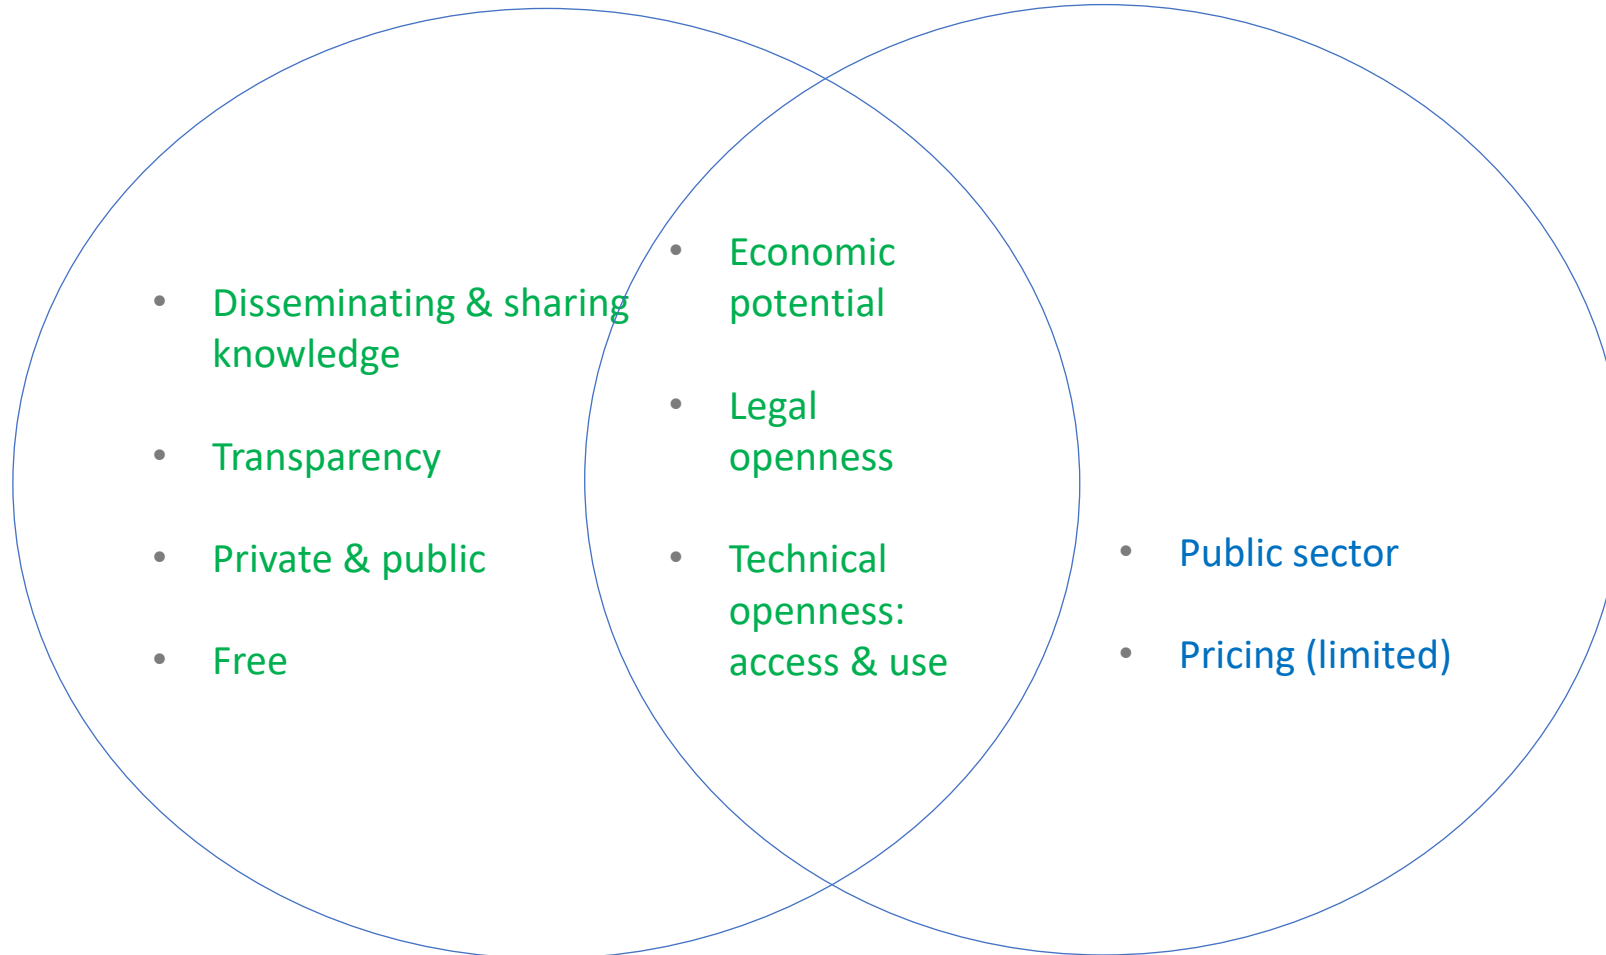 • Disseminating & sharing
knowledge
• Transparency
• Private & public
• Free
• Economic
potential
• Legal
openness
• Technical
openness:
access & use
• Public sector
• Pricing (limited)